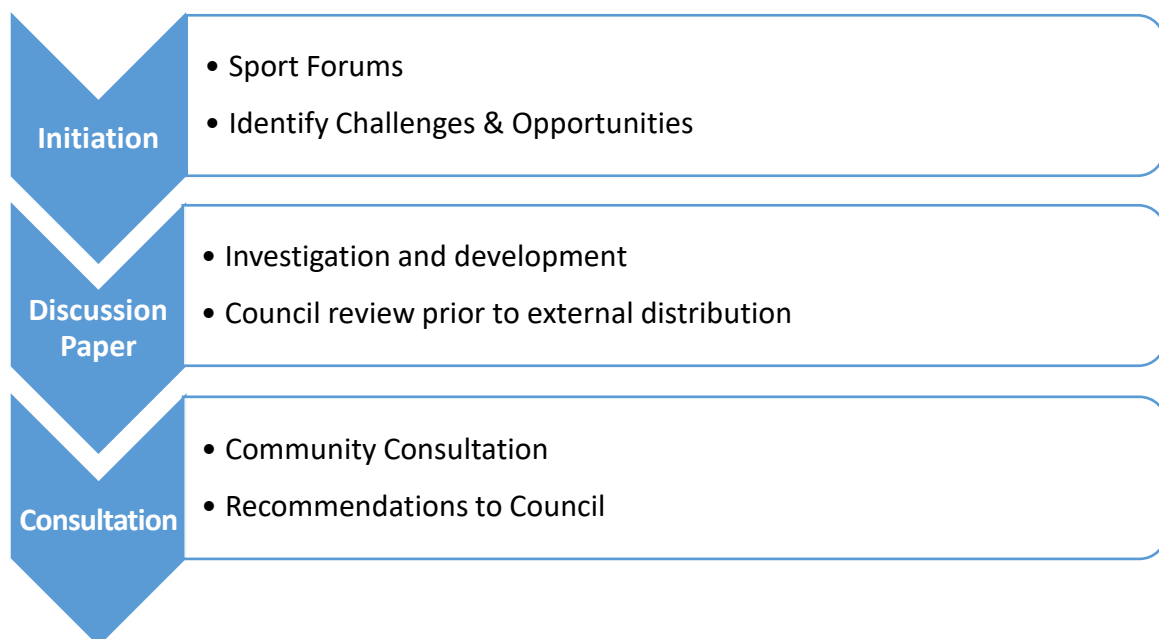 Initiation
• Sport Forums
• Identify Challenges & Opportunities
Discussion
Paper
• Investigation and development
• Council review prior to external distribution
Consultation
• Community Consultation
• Recommendations to Council